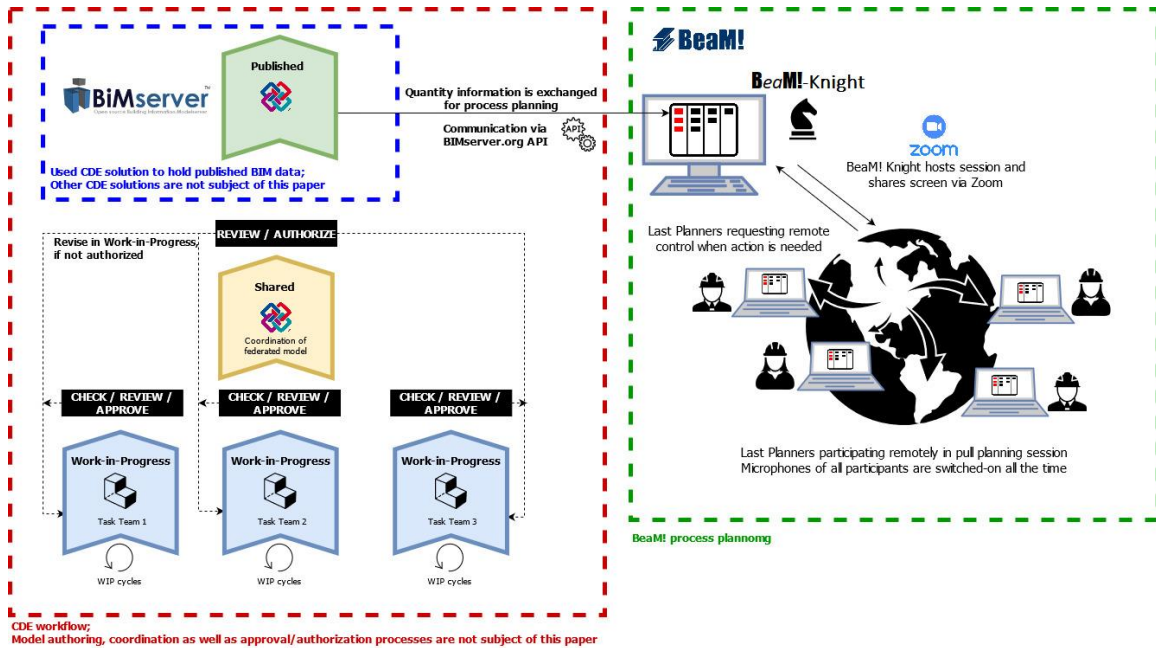 Published
BiMserver
TM
Open source Building Information Modelserver
Used CDE solution to hold published BIM data;
Other CDE solutions are not subject of this paper
Quantity information is exchanged
for process planning
Communication via
BIMserver.org API
API
REVIEW / AUTHORIZE
Revise in Work-in-Progress,
if not authorized
Shared
Coordination of
federated model
CHECK / REVIEW /
APPROVE
CHECK / REVIEW /
APPROVE
CHECK / REVIEW /
APPROVE
Work-in-Progress
Task Team 1
WIP cycles
Work-in-Progress
Task Team 2
WIP cycles
Work-in-Progress
Task Team 3
WIP cycles
CDE workflow;
Model authoring, coordination as well as approval/authorization processes are not subject of this paper
BeaM!
BeaM!-Knight
zoom
BeaM! Knight hosts session and
shares screen via Zoom
Last Planners requesting remote
control when action is needed
Last Planners participating remotely in pull planning session
Microphones of all participants are switched-on all the time
BeaM! process plannomg